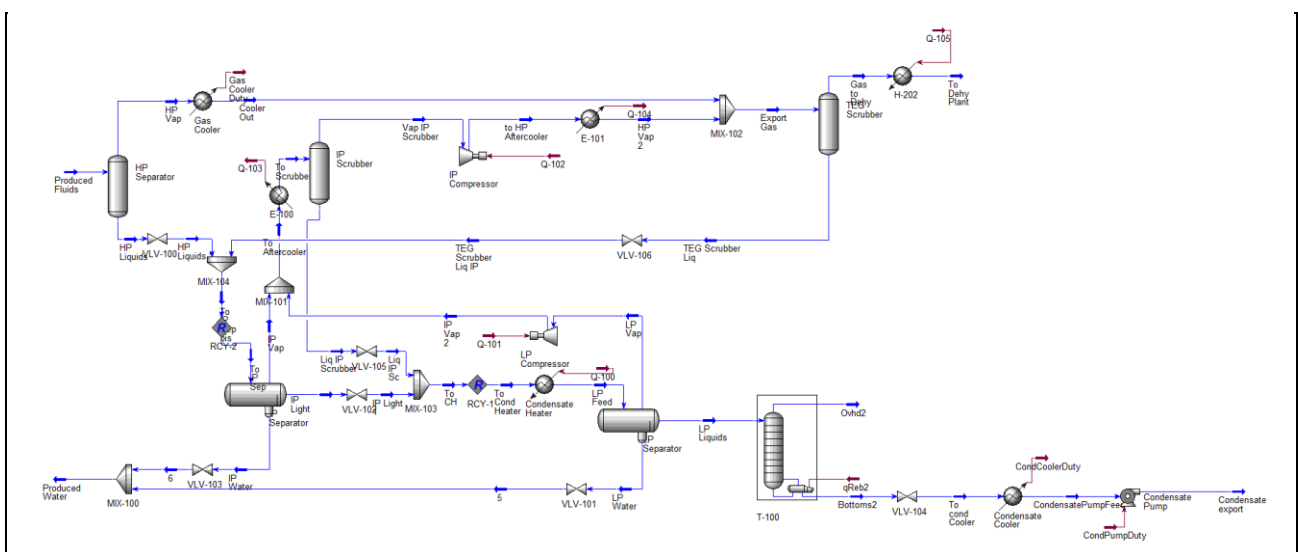 Q-105
Gas
Cooler
Duty
Cooler
Out
HP
Vap
Gas
Cooler
Gas
to
Dehy
H-202
To
Dehy
Plant
TEG
Scrubber
Vap IP
Scrubber
to HP
Aftercooler
Q-104
E-101
HP
Vap
2
MIX-102
Export
Gas
IP
Scrubber
Q-103
To
Scrubbe
E-100
IP
Compressor
Q-102
Produced
Fluids
HP
Separator
HP
Liquids
VLV-100
HP
Liquids
To
Aftercooler
TEG
Scrubber
Liq IP
VLV-106
TEG Scrubber
Liq
MIX-104
MIX-101
RCY-2
IP
Vap
IP
Vap
2
Q-101
LP
Compressor
LP
Vap
Liq IP
Scrubber
VLV-105
Liq
IP
Sc
Q-100
To
Sep
IP
Light
VLV-102
IP
Light
MIX-103
To
CH
RCY-1
To
Cond
Heater
Condensate
Heater
LP
Feed
Separator
LP
Separator
LP
Liquids
Ovhd2
6
VLV-103
IP
Water
Produced
Water
MIX-100
5
VLV-101
LP
Water
T-100
qReb2
Bottoms2
VLV-104
To
cond
Cooler
CondCoolerDuty
Condensate
Cooler
CondensatePumpFeed
Condensate
Pump
CondPumpDuty
Condensate
export